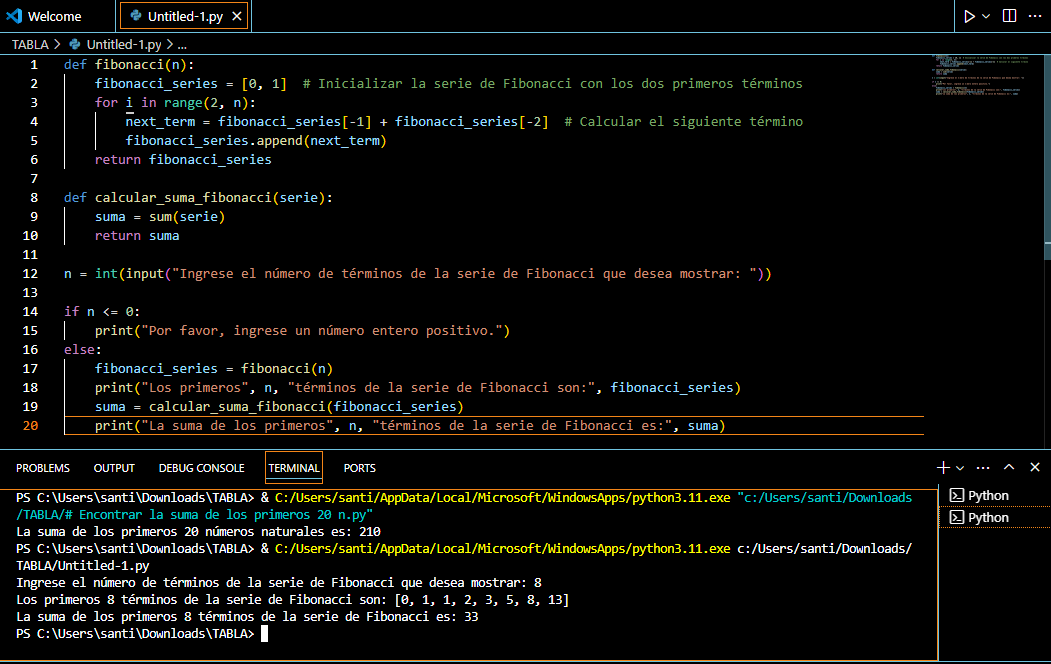 Welcome
Untitled-1.py
TABLA > Untitled-1.py > ...
1 def fibonacci(n):
2     fibonacci_series = [0, 1]  # Inicializar la serie de Fibonacci con los dos primeros términos
3     for i in range(2, n):
4         next_term = fibonacci_series[-1] + fibonacci_series[-2]  # Calcular el siguiente término
5         fibonacci_series.append(next_term)
6     return fibonacci_series
7
8 def calcular_suma_fibonacci(serie):
9     suma = sum(serie)
10     return suma
11
12 n = int(input("Ingrese el número de términos de la serie de Fibonacci que desea mostrar: "))
13
14 if n <= 0:
15     print("Por favor, ingrese un número entero positivo.")
16 else:
17     fibonacci_series = fibonacci(n)
18     print("Los primeros", n, "términos de la serie de Fibonacci son:", fibonacci_series)
19     suma = calcular_suma_fibonacci(fibonacci_series)
20     print("La suma de los primeros", n, "términos de la serie de Fibonacci es:", suma)
PROBLEMS OUTPUT DEBUG CONSOLE TERMINAL PORTS
PS C:\Users\santi\Downloads\TABLA> & C:/Users/santi/AppData/Local/Microsoft/WindowsApps/python3.11.exe "c:/Users/santi/Downloads
/TABLA/# Encontrar la suma de los primeros 20 n.py"
La suma de los primeros 20 números naturales es: 210
PS C:\Users\santi\Downloads\TABLA> & C:/Users/santi/AppData/Local/Microsoft/WindowsApps/python3.11.exe c:/Users/santi/Downloads/
TABLA/Untitled-1.py
Ingrese el número de términos de la serie de Fibonacci que desea mostrar: 8
Los primeros 8 términos de la serie de Fibonacci son: [0, 1, 1, 2, 3, 5, 8, 13]
La suma de los primeros 8 términos de la serie de Fibonacci es: 33
PS C:\Users\santi\Downloads\TABLA>
Python
Python